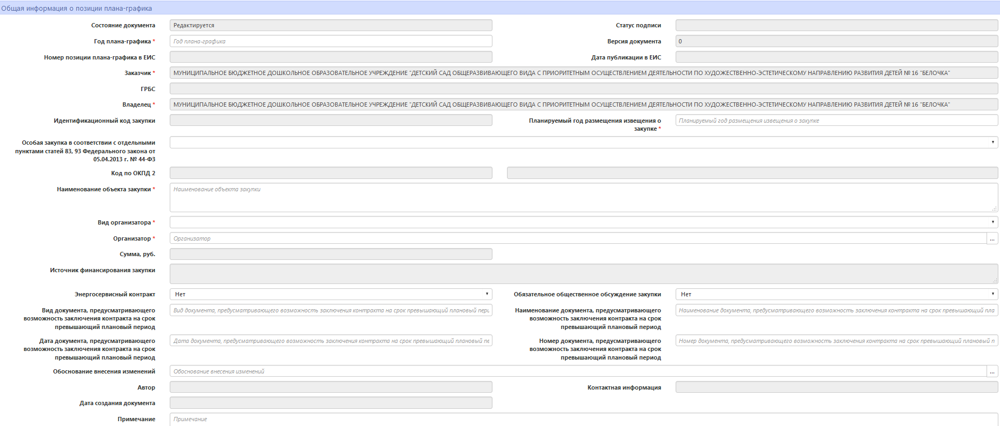 Общая информация о позиции плана-графика
Состояние документа Редактируется Статус подписи
Год плана-графика * Год плана-графика Версия документа 0
Номер позиции плана-графика в ЕИС Дата публикации в ЕИС
Заказчик * МУНИЦИПАЛЬНОЕ БЮДЖЕТНОЕ ДОШКОЛЬНОЕ ОБРАЗОВАТЕЛЬНОЕ УЧРЕЖДЕНИЕ "ДЕТСКИЙ САД ОБЩЕРАЗВИВАЮЩЕГО ВИДА С ПРИОРИТЕТНЫМ ОСУЩЕСТВЛЕНИЕМ ДЕЯТЕЛЬНОСТИ ПО ХУДОЖЕСТВЕННО-ЭСТЕТИЧЕСКОМУ НАПРАВЛЕНИЮ РАЗВИТИЯ ДЕТЕЙ № 16 "БЕЛОЧКА"
ГРБС
Владелец * МУНИЦИПАЛЬНОЕ БЮДЖЕТНОЕ ДОШКОЛЬНОЕ ОБРАЗОВАТЕЛЬНОЕ УЧРЕЖДЕНИЕ "ДЕТСКИЙ САД ОБЩЕРАЗВИВАЮЩЕГО ВИДА С ПРИОРИТЕТНЫМ ОСУЩЕСТВЛЕНИЕМ ДЕЯТЕЛЬНОСТИ ПО ХУДОЖЕСТВЕННО-ЭСТЕТИЧЕСКОМУ НАПРАВЛЕНИЮ РАЗВИТИЯ ДЕТЕЙ № 16 "БЕЛОЧКА"
Идентификационный код закупки
Планируемый год размещения извещения о
закупке *
Планируемый год размещения извещения о закупке
Особая закупка в соответствии с отдельными
пунктами статей 83, 93 Федерального закона от
05.04.2013 г. № 44-ФЗ
Код по ОКПД 2
Наименование объекта закупки * Наименование объекта закупки
Вид организатора *
Организатор * Организатор ...
Сумма, руб.
Источник финансирования закупки
Энергосервисный контракт Нет Обязательное общественное обсуждение закупки Нет
Вид документа, предусматривающего
возможность заключения контракта на срок
превышающий плановый период
Вид документа, предусматривающего возможность заключения контракта на срок превышающий плановый пери
Наименование документа, предусматривающего
возможность заключения контракта на срок
превышающий плановый период
Наименование документа, предусматривающего возможность заключения контракта на срок превышающий пла
Дата документа, предусматривающего
возможность заключения контракта на срок
превышающий плановый период
Дата документа, предусматривающего возможность заключения контракта на срок превышающий плановый пе
Номер документа, предусматривающего
возможность заключения контракта на срок
превышающий плановый период
Номер документа, предусматривающего возможность заключения контракта на срок превышающий плановый п
Обоснование внесения изменений Обоснование внесения изменений ...
Автор Контактная информация
Дата создания документа
Примечание Примечание